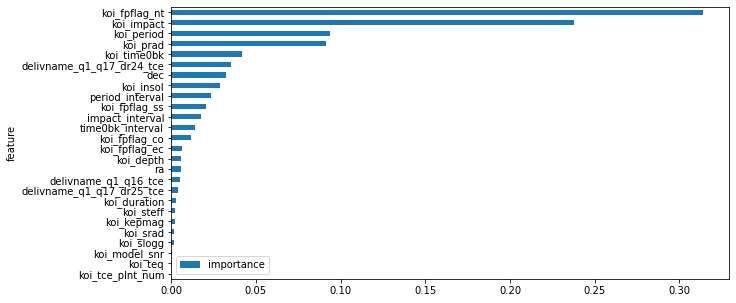 koi_fpflag_nt
koi_impact
koi_period
koi_prad
koi_time0bk
delivname_q1_q17_dr24_tce
dec
koi_insol
period_interval
koi_fpflag_ss
impact_interval
time0bk_interval
koi_fpflag_co
koi_fpflag_ec
koi_depth
ra
delivname_q1_q16_tce
delivname_q1_q17_dr25_tce
koi_duration
koi_steff
koi_kepmag
koi_srad
koi_slogg
koi_model_snr
koi_teq
koi_tce_plnt_num
feature
importance
0.00 0.05 0.10 0.15 0.20 0.25 0.30